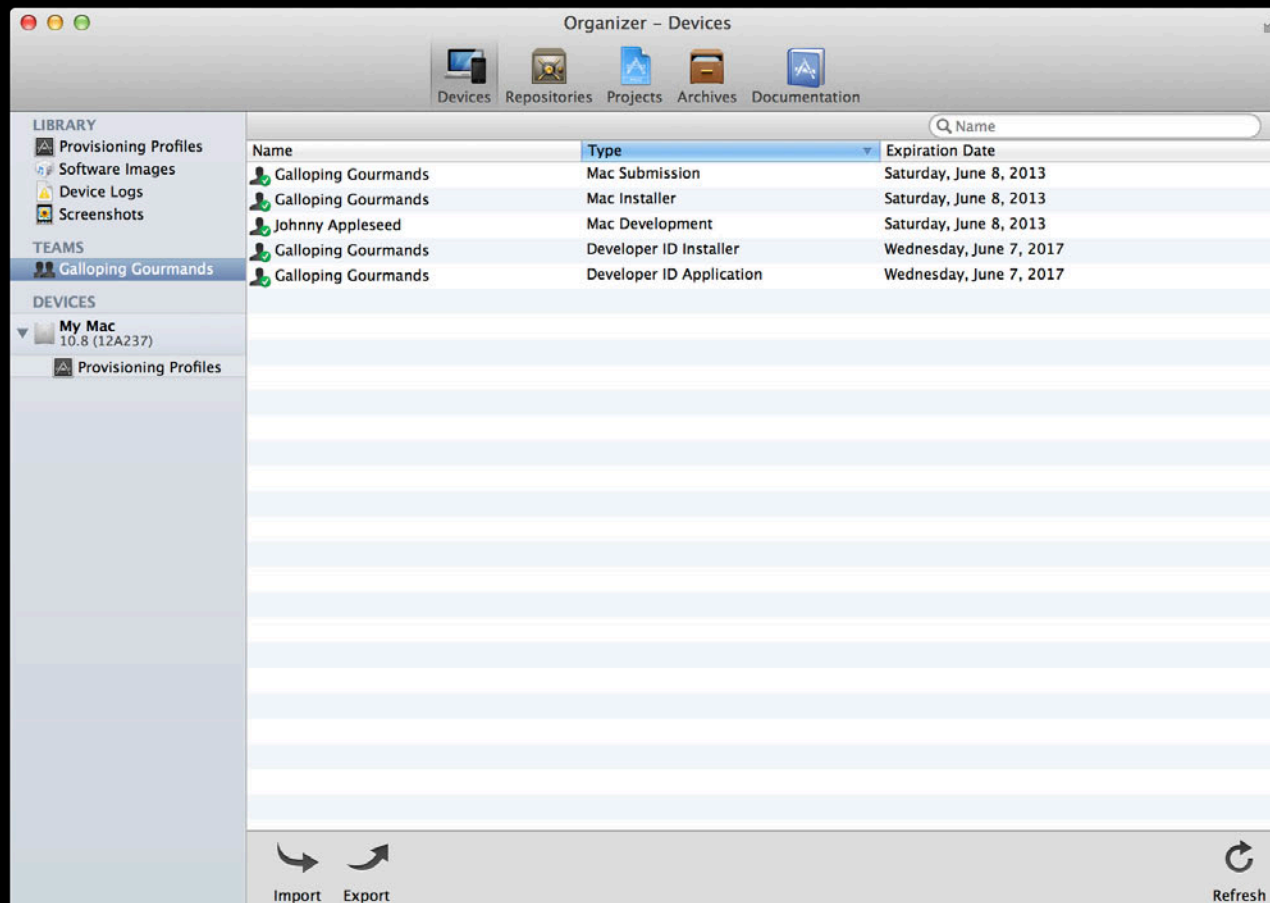 Organizer – Devices
Devices Repositories Projects Archives Documentation
LIBRARY
Provisioning Profiles
Software Images
Device Logs
Screenshots
TEAMS
Galloping Gourmands
DEVICES
My Mac
10.8 (12A237)
Provisioning Profiles
Name
Name Type Expiration Date
Galloping Gourmands Mac Submission Saturday, June 8, 2013
Galloping Gourmands Mac Installer Saturday, June 8, 2013
Johnny Appleseed Mac Development Saturday, June 8, 2013
Galloping Gourmands Developer ID Installer Wednesday, June 7, 2017
Galloping Gourmands Developer ID Application Wednesday, June 7, 2017
Import Export Refresh